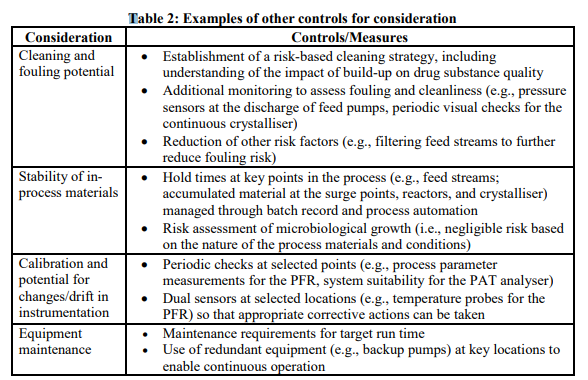 Table 2: Examples of other controls for consideration
Consideration Controls/Measures
Cleaning and
fouling potential
• Establishment of a risk-based cleaning strategy, including
understanding of the impact of build-up on drug substance quality
• Additional monitoring to assess fouling and cleanliness (e.g., pressure
sensors at the discharge of feed pumps, periodic visual checks for the
continuous crystalliser)
• Reduction of other risk factors (e.g., filtering feed streams to further
reduce fouling risk)
Stability of in-
process materials
• Hold times at key points in the process (e.g., feed streams;
accumulated material at the surge points, reactors, and crystalliser)
managed through batch record and process automation
• Risk assessment of microbiological growth (i.e., negligible risk based
on the nature of the process materials and conditions)
Calibration and
potential for
changes/drift in
instrumentation
• Periodic checks at selected points (e.g., process parameter
measurements for the PFR, system suitability for the PAT analyser)
• Dual sensors at selected locations (e.g., temperature probes for the
PFR) so that appropriate corrective actions can be taken
Equipment
maintenance
• Maintenance requirements for target run time
• Use of redundant equipment (e.g., backup pumps) at key locations to
enable continuous operation